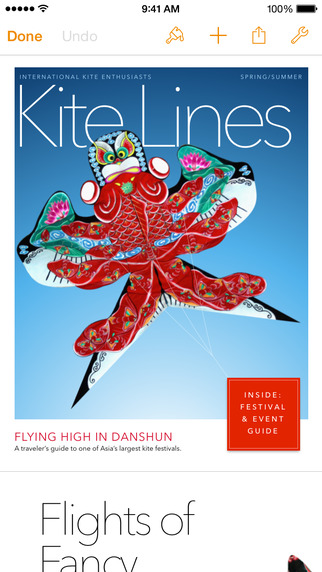 9:41 AM
100%
Done Undo
INTERNATIONAL KITE ENTHUSIASTS SPRING/SUMMER
Kite Lines
INSIDE:
FESTIVAL
& EVENT
GUIDE
FLYING HIGH IN DANSHUN
A traveler's guide to one of Asia's largest kite festivals.
Flights of
Fancy